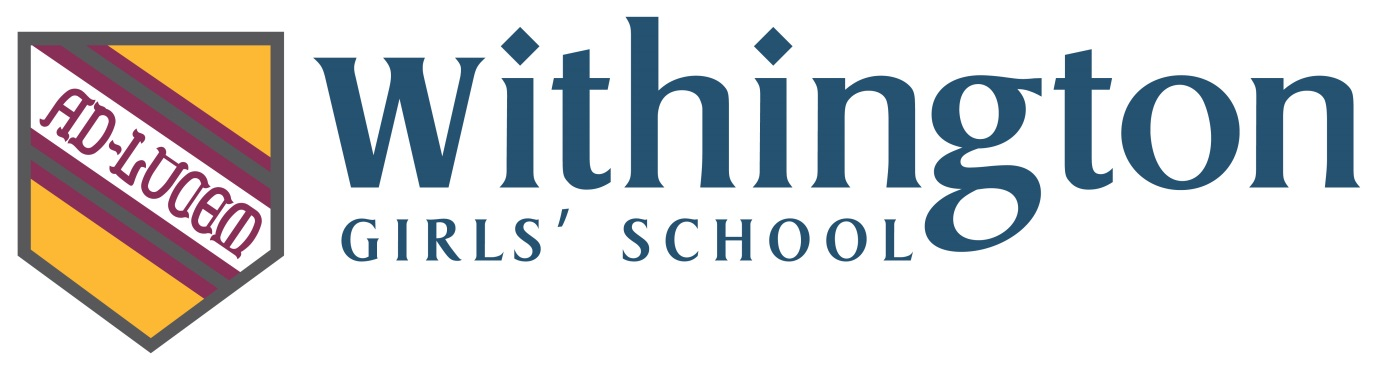 AD-LUCEM
Withington
GIRLS' SCHOOL